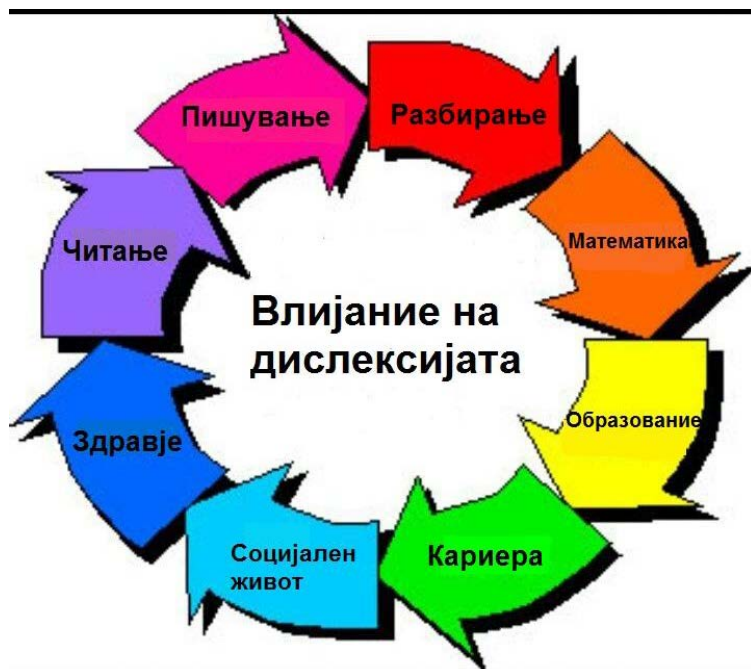 Пишување
Разбирање
Математика
Образование
Кариера
Социјален
живот
Здравје
Читање
Влијание на
дислексијата